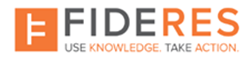 FIDERES
USE KNOWLEDGE. TAKE ACTION.